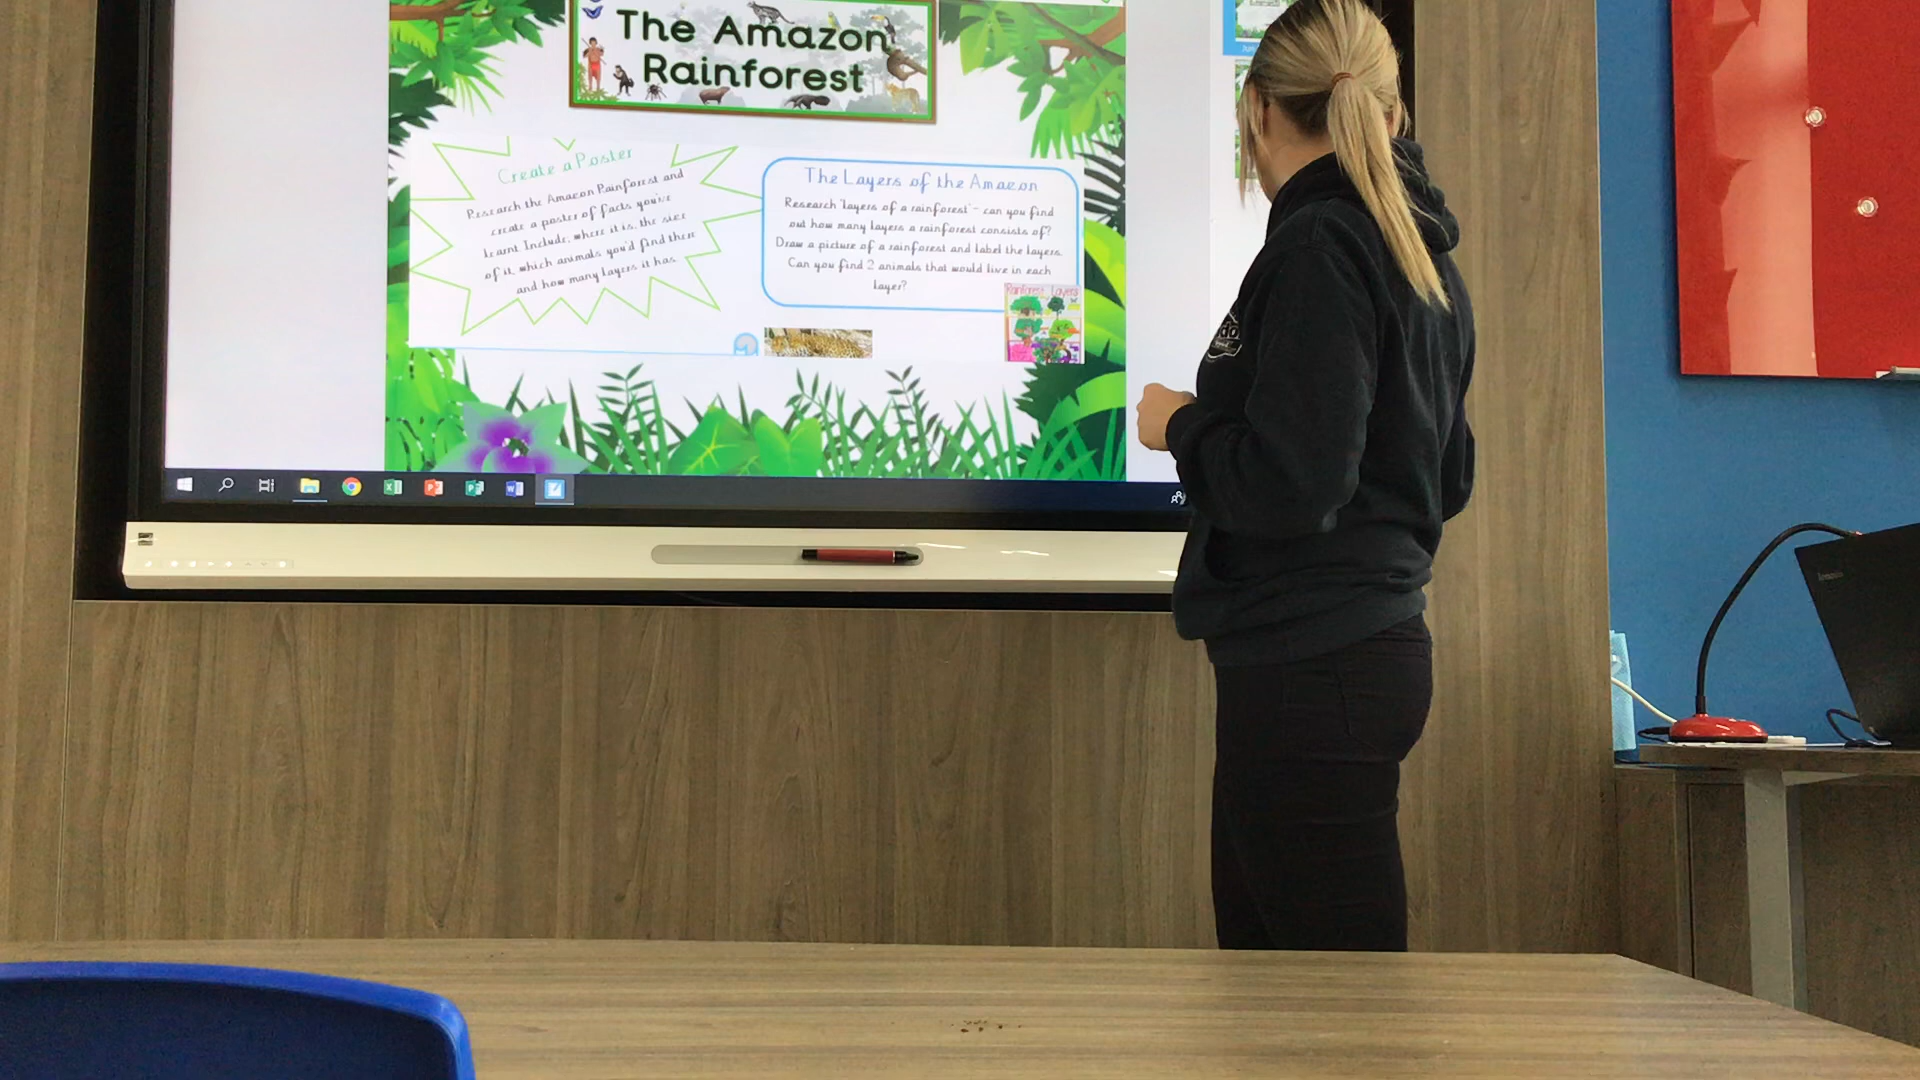 The Amazon
Rainforest
Create a Poster
Research the Amazon Rainforest and
create a poster of facts you've
learnt. Include, where it is, the size
of it, which animals you'd find there
and how many layers it has.
The Layers of the Amazon
Research 'layers of a rainforest' - can you find
out how many layers a rainforest consists of?
Draw a picture of a rainforest and label the layers.
Can you find 2 animals that would live in each
layer?
Rainforest Layers